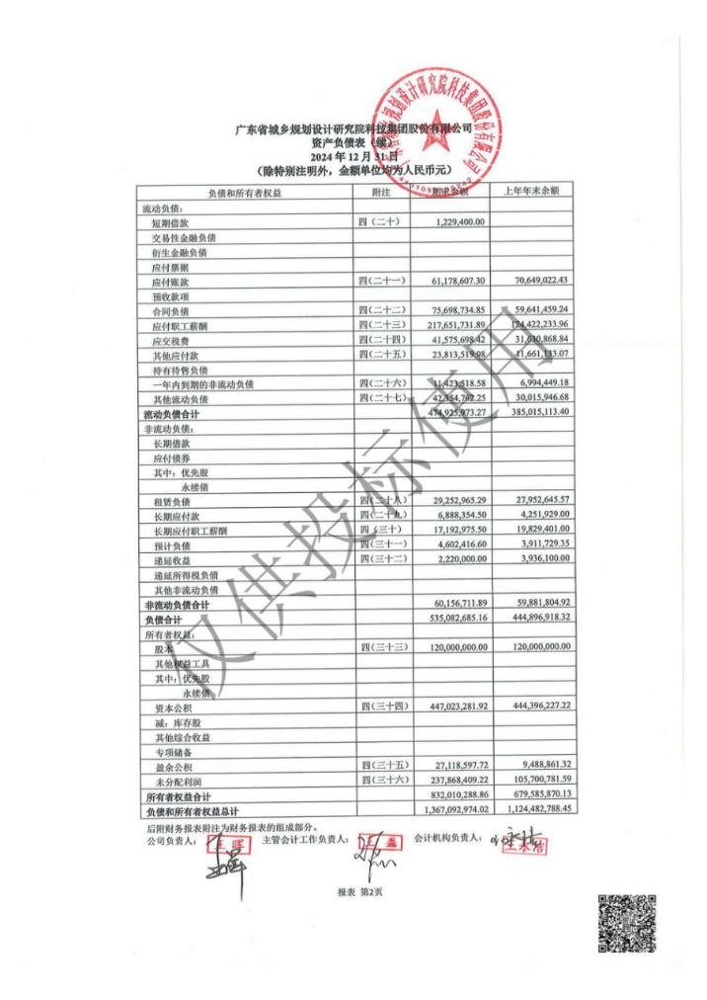 广东省城乡规划设计研究院科技集团股份有限公司
资产负债表（续）
2024 年 12 月 31 日
（除特别注明外，金额单位均为人民币元）
负债和所有者权益 附注 期末余额 上年年末余额
流动负债：
短期借款 四（二十） 1,229,400.00
交易性金融负债
衍生金融负债
应付票据
应付账款 四（二十一） 61,178,607.30 70,649,022.43
预收款项
合同负债 四（二十二） 75,698,734.85 59,641,459.24
应付职工薪酬 四（二十三） 217,651,731.89 174,422,233.96
应交税费 四（二十四） 41,575,698.42 31,630,868.84
其他应付款 四（二十五） 23,813,519.98 11,661,133.07
持有待售负债
一年内到期的非流动负债 四（二十六） 11,423,518.58 6,994,449.18
其他流动负债 四（二十七） 42,354,762.25 30,015,946.68
流动负债合计 474,925,973.27 385,015,113.40
非流动负债：
长期借款
应付债券
其中：优先股
永续债
租赁负债 四（二十八） 29,252,965.29 27,952,645.57
长期应付款 四（二十九） 6,888,354.50 4,251,929.00
长期应付职工薪酬 四（三十） 17,192,975.50 19,829,401.00
预计负债 四（三十一） 4,602,416.60 3,911,729.35
递延收益 四（三十二） 2,220,000.00 3,936,100.00
递延所得税负债
其他非流动负债
非流动负债合计 60,156,711.89 59,881,804.92
负债合计 535,082,685.16 444,896,918.32
所有者权益：
股本 四（三十三） 120,000,000.00 120,000,000.00
其他权益工具
其中：优先股
永续债
资本公积 四（三十四） 447,023,281.92 444,396,227.22
减：库存股
其他综合收益
专项储备
盈余公积 四（三十五） 27,118,597.72 9,488,861.32
未分配利润 四（三十六） 237,868,409.22 105,700,781.59
所有者权益合计 832,010,288.86 679,585,870.13
负债和所有者权益总计 1,367,092,974.02 1,124,482,788.45
后附财务报表附注为财务报表的组成部分。
公司负责人： 主管会计工作负责人： 会计机构负责人：
报表 第2页
仅供投标使用